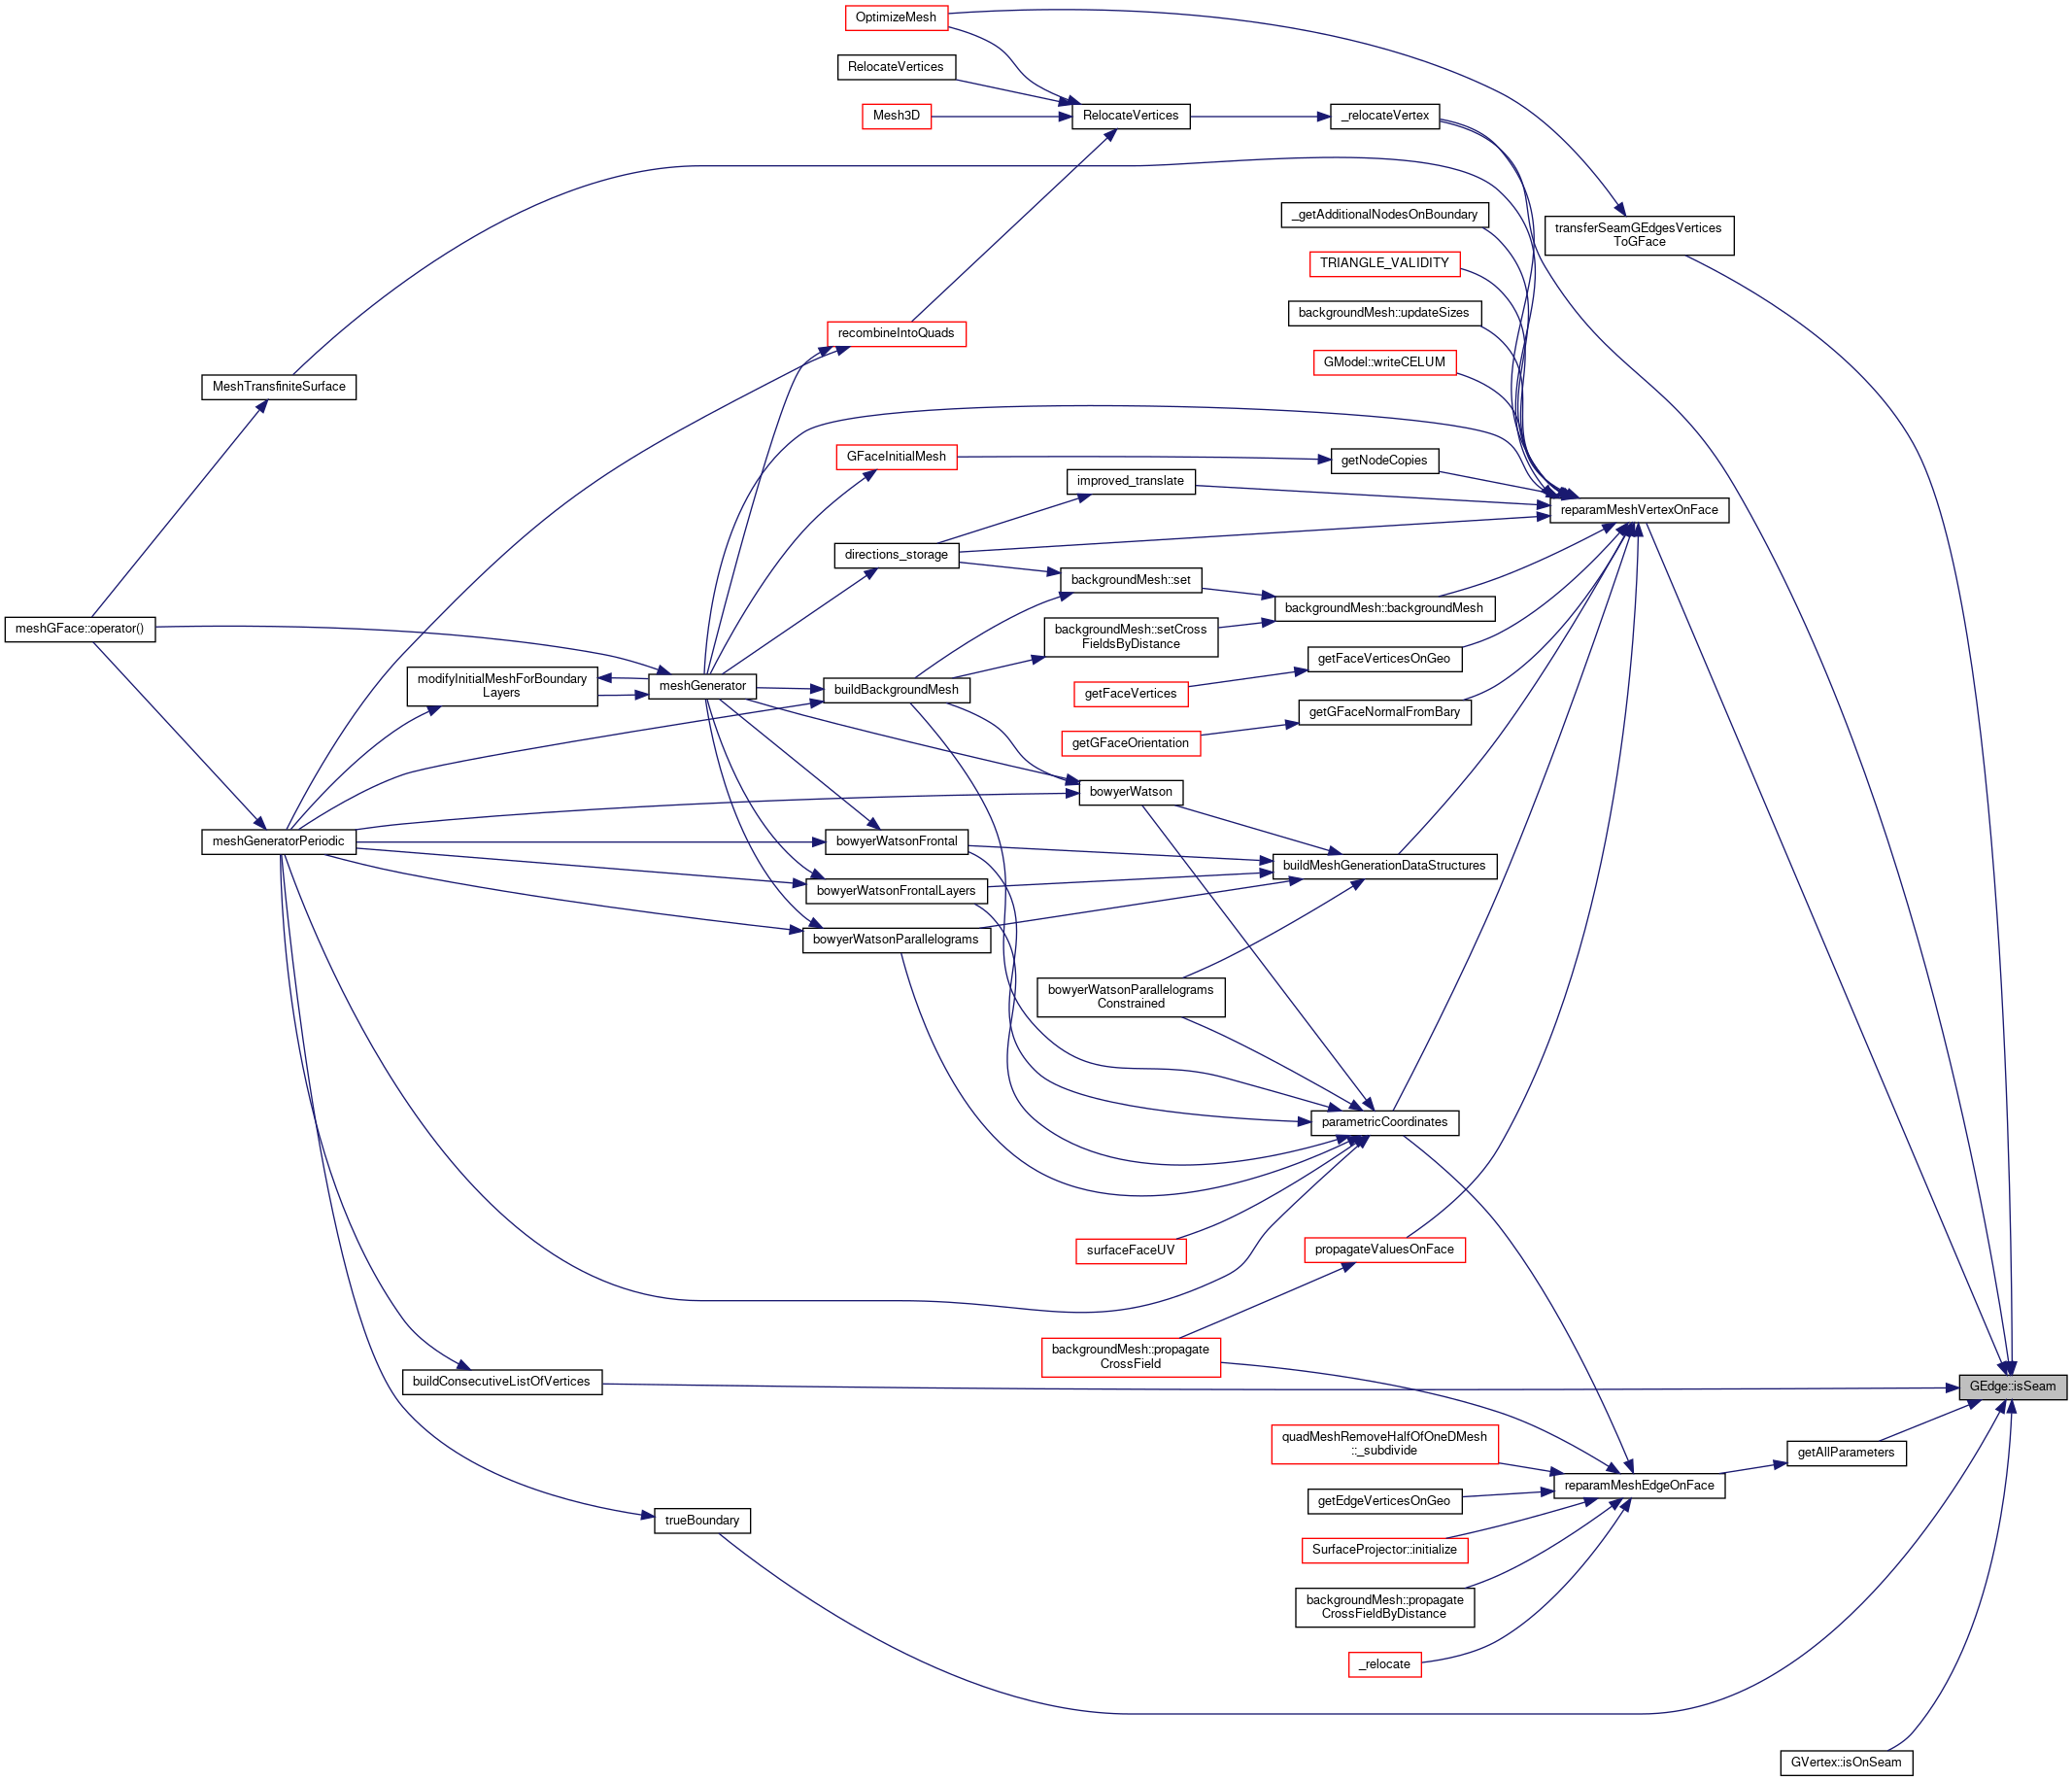 OptimizeMesh
RelocateVertices
Mesh3D
RelocateVertices
_relocateVertex
_getAdditionalNodesOnBoundary
transferSeamGEdgesVertices
ToGFace
TRIANGLE_VALIDITY
backgroundMesh::updateSizes
recombineIntoQuads
GModel::writeCELUM
MeshTransfiniteSurface
GFaceInitialMesh
getNodeCopies
improved_translate
reparamMeshVertexOnFace
directions_storage
backgroundMesh::set
backgroundMesh::backgroundMesh
meshGFace::operator()
backgroundMesh::setCross
FieldsByDistance
getFaceVerticesOnGeo
modifyInitialMeshForBoundary
Layers
meshGenerator
buildBackgroundMesh
getFaceVertices
getGFaceNormalFromBary
getGFaceOrientation
bowyerWatson
meshGeneratorPeriodic
bowyerWatsonFrontal
buildMeshGenerationDataStructures
bowyerWatsonFrontalLayers
bowyerWatsonParallelograms
bowyerWatsonParallelograms
Constrained
parametricCoordinates
surfaceFaceUV
propagateValuesOnFace
backgroundMesh::propagate
CrossField
buildConsecutiveListOfVertices
GEdge::isSeam
quadMeshRemoveHalfOfOneDMesh
::_subdivide
getAllParameters
reparamMeshEdgeOnFace
getEdgeVerticesOnGeo
trueBoundary
SurfaceProjector::initialize
backgroundMesh::propagate
CrossFieldByDistance
_relocate
GVertex::isOnSeam